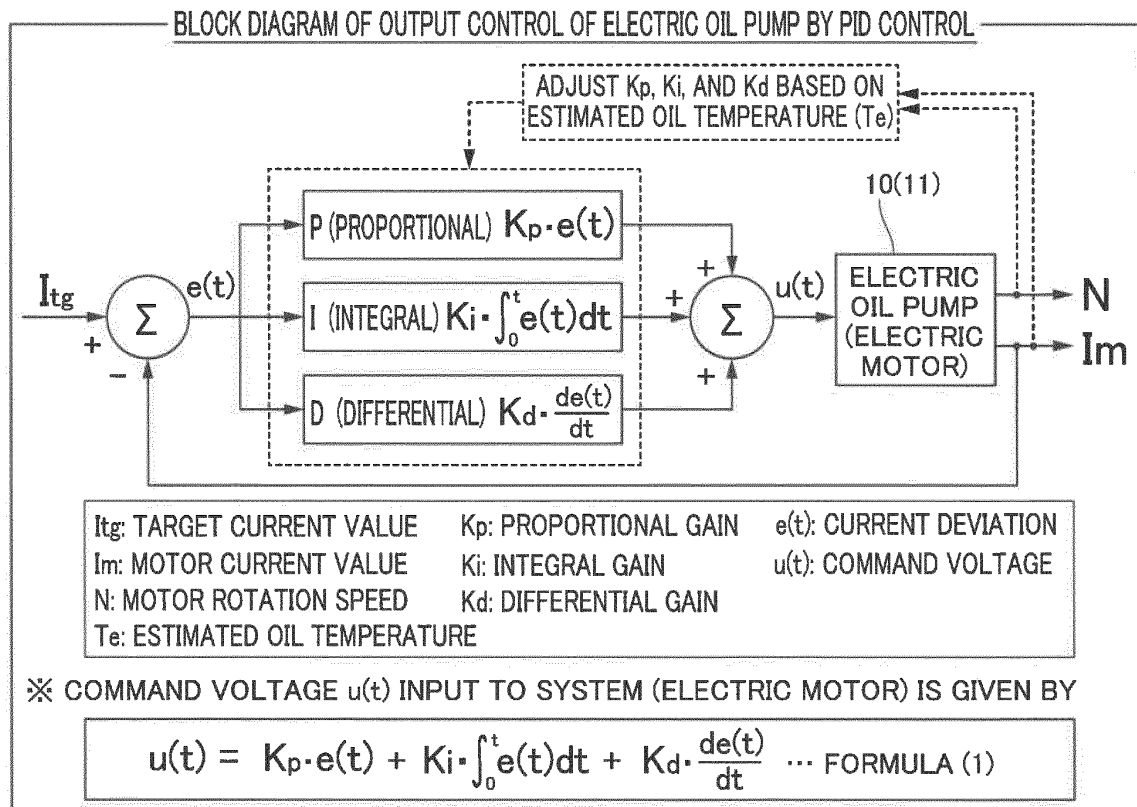 BLOCK DIAGRAM OF OUTPUT CONTROL OF ELECTRIC OIL PUMP BY PID CONTROL
ADJUST Kp, Ki, AND Kd BASED ON
ESTIMATED OIL TEMPERATURE (Te)
10(11)
P (PROPORTIONAL) Kp·e(t)
Itg
+
−
Σ
e(t)
I (INTEGRAL) Ki·∫₀ᵗe(t)dt
D (DIFFERENTIAL) Kd·de(t)/dt
+
+
+
Σ
u(t)
ELECTRIC
OIL PUMP
(ELECTRIC
MOTOR)
N
Im
Itg: TARGET CURRENT VALUE Kp: PROPORTIONAL GAIN e(t): CURRENT DEVIATION
Im: MOTOR CURRENT VALUE Ki: INTEGRAL GAIN u(t): COMMAND VOLTAGE
N: MOTOR ROTATION SPEED Kd: DIFFERENTIAL GAIN
Te: ESTIMATED OIL TEMPERATURE
※ COMMAND VOLTAGE u(t) INPUT TO SYSTEM (ELECTRIC MOTOR) IS GIVEN BY
u(t) = Kp·e(t) + Ki·∫₀ᵗe(t)dt + Kd·de(t)/dt ··· FORMULA (1)